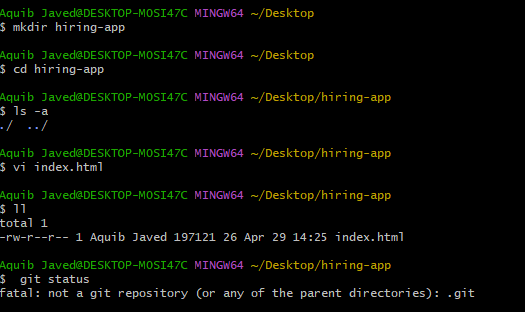 Aquib Javed@DESKTOP-MOSI47C MINGW64 ~/Desktop
$ mkdir hiring-app
Aquib Javed@DESKTOP-MOSI47C MINGW64 ~/Desktop
$ cd hiring-app
Aquib Javed@DESKTOP-MOSI47C MINGW64 ~/Desktop/hiring-app
$ ls -a
./  ../
Aquib Javed@DESKTOP-MOSI47C MINGW64 ~/Desktop/hiring-app
$ vi index.html
Aquib Javed@DESKTOP-MOSI47C MINGW64 ~/Desktop/hiring-app
$ ll
total 1
-rw-r--r-- 1 Aquib Javed 197121 26 Apr 29 14:25 index.html
Aquib Javed@DESKTOP-MOSI47C MINGW64 ~/Desktop/hiring-app
$  git status
fatal: not a git repository (or any of the parent directories): .git